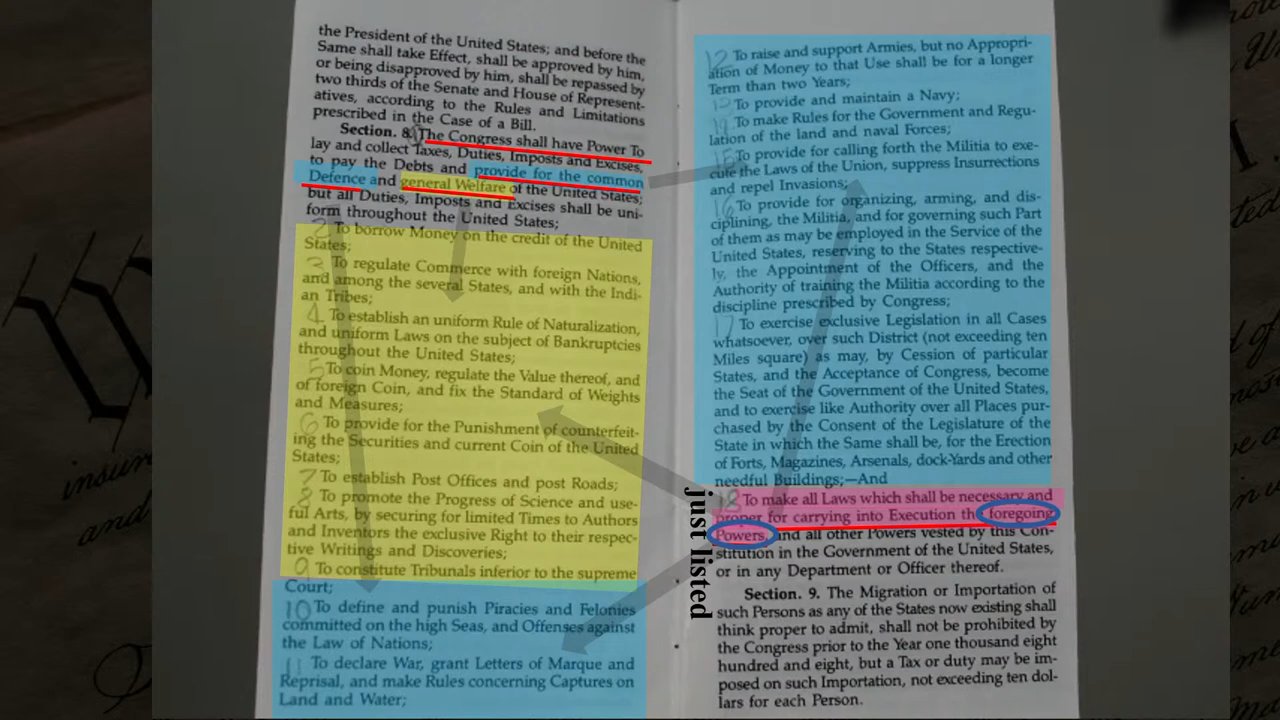 the President of the United States; and before the
Same shall take Effect, shall be approved by him,
or being disapproved by him, shall be repassed by
two thirds of the Senate and House of Represent-
atives, according to the Rules and Limitations
prescribed in the Case of a Bill.
Section. 8. The Congress shall have Power To
lay and collect Taxes, Duties, Imposts and Excises,
to pay the Debts and provide for the common
Defence and general Welfare of the United States;
but all Duties, Imposts and Excises shall be uni-
form throughout the United States;
2 To borrow Money on the credit of the United
States;
3 To regulate Commerce with foreign Nations,
and among the several States, and with the Indi-
an Tribes;
4 To establish an uniform Rule of Naturalization,
and uniform Laws on the subject of Bankruptcies
throughout the United States;
5 To coin Money, regulate the Value thereof, and
of foreign Coin, and fix the Standard of Weights
and Measures;
6 To provide for the Punishment of counterfeit-
ing the Securities and current Coin of the United
States;
7 To establish Post Offices and post Roads;
8 To promote the Progress of Science and use-
ful Arts, by securing for limited Times to Authors
and Inventors the exclusive Right to their respec-
tive Writings and Discoveries;
9 To constitute Tribunals inferior to the supreme
Court;
10 To define and punish Piracies and Felonies
committed on the high Seas, and Offenses against
the Law of Nations;
11 To declare War, grant Letters of Marque and
Reprisal, and make Rules concerning Captures on
Land and Water;
12 To raise and support Armies, but no Appropri-
ation of Money to that Use shall be for a longer
Term than two Years;
13 To provide and maintain a Navy;
14 To make Rules for the Government and Regu-
lation of the land and naval Forces;
15 To provide for calling forth the Militia to exe-
cute the Laws of the Union, suppress Insurrections
and repel Invasions;
16 To provide for organizing, arming, and dis-
ciplining, the Militia, and for governing such Part
of them as may be employed in the Service of the
United States, reserving to the States respective-
ly, the Appointment of the Officers, and the
Authority of training the Militia according to the
discipline prescribed by Congress;
17 To exercise exclusive Legislation in all Cases
whatsoever, over such District (not exceeding ten
Miles square) as may, by Cession of particular
States, and the Acceptance of Congress, become
the Seat of the Government of the United States,
and to exercise like Authority over all Places pur-
chased by the Consent of the Legislature of the
State in which the Same shall be, for the Erection
of Forts, Magazines, Arsenals, dock-Yards and other
needful Buildings;—And
18 To make all Laws which shall be necessary and
proper for carrying into Execution the foregoing
Powers, and all other Powers vested by this Con-
stitution in the Government of the United States,
or in any Department or Officer thereof.
Section. 9. The Migration or Importation of
such Persons as any of the States now existing shall
think proper to admit, shall not be prohibited by
the Congress prior to the Year one thousand eight
hundred and eight, but a Tax or duty may be im-
posed on such Importation, not exceeding ten dol-
lars for each Person.
just listed
insur
and